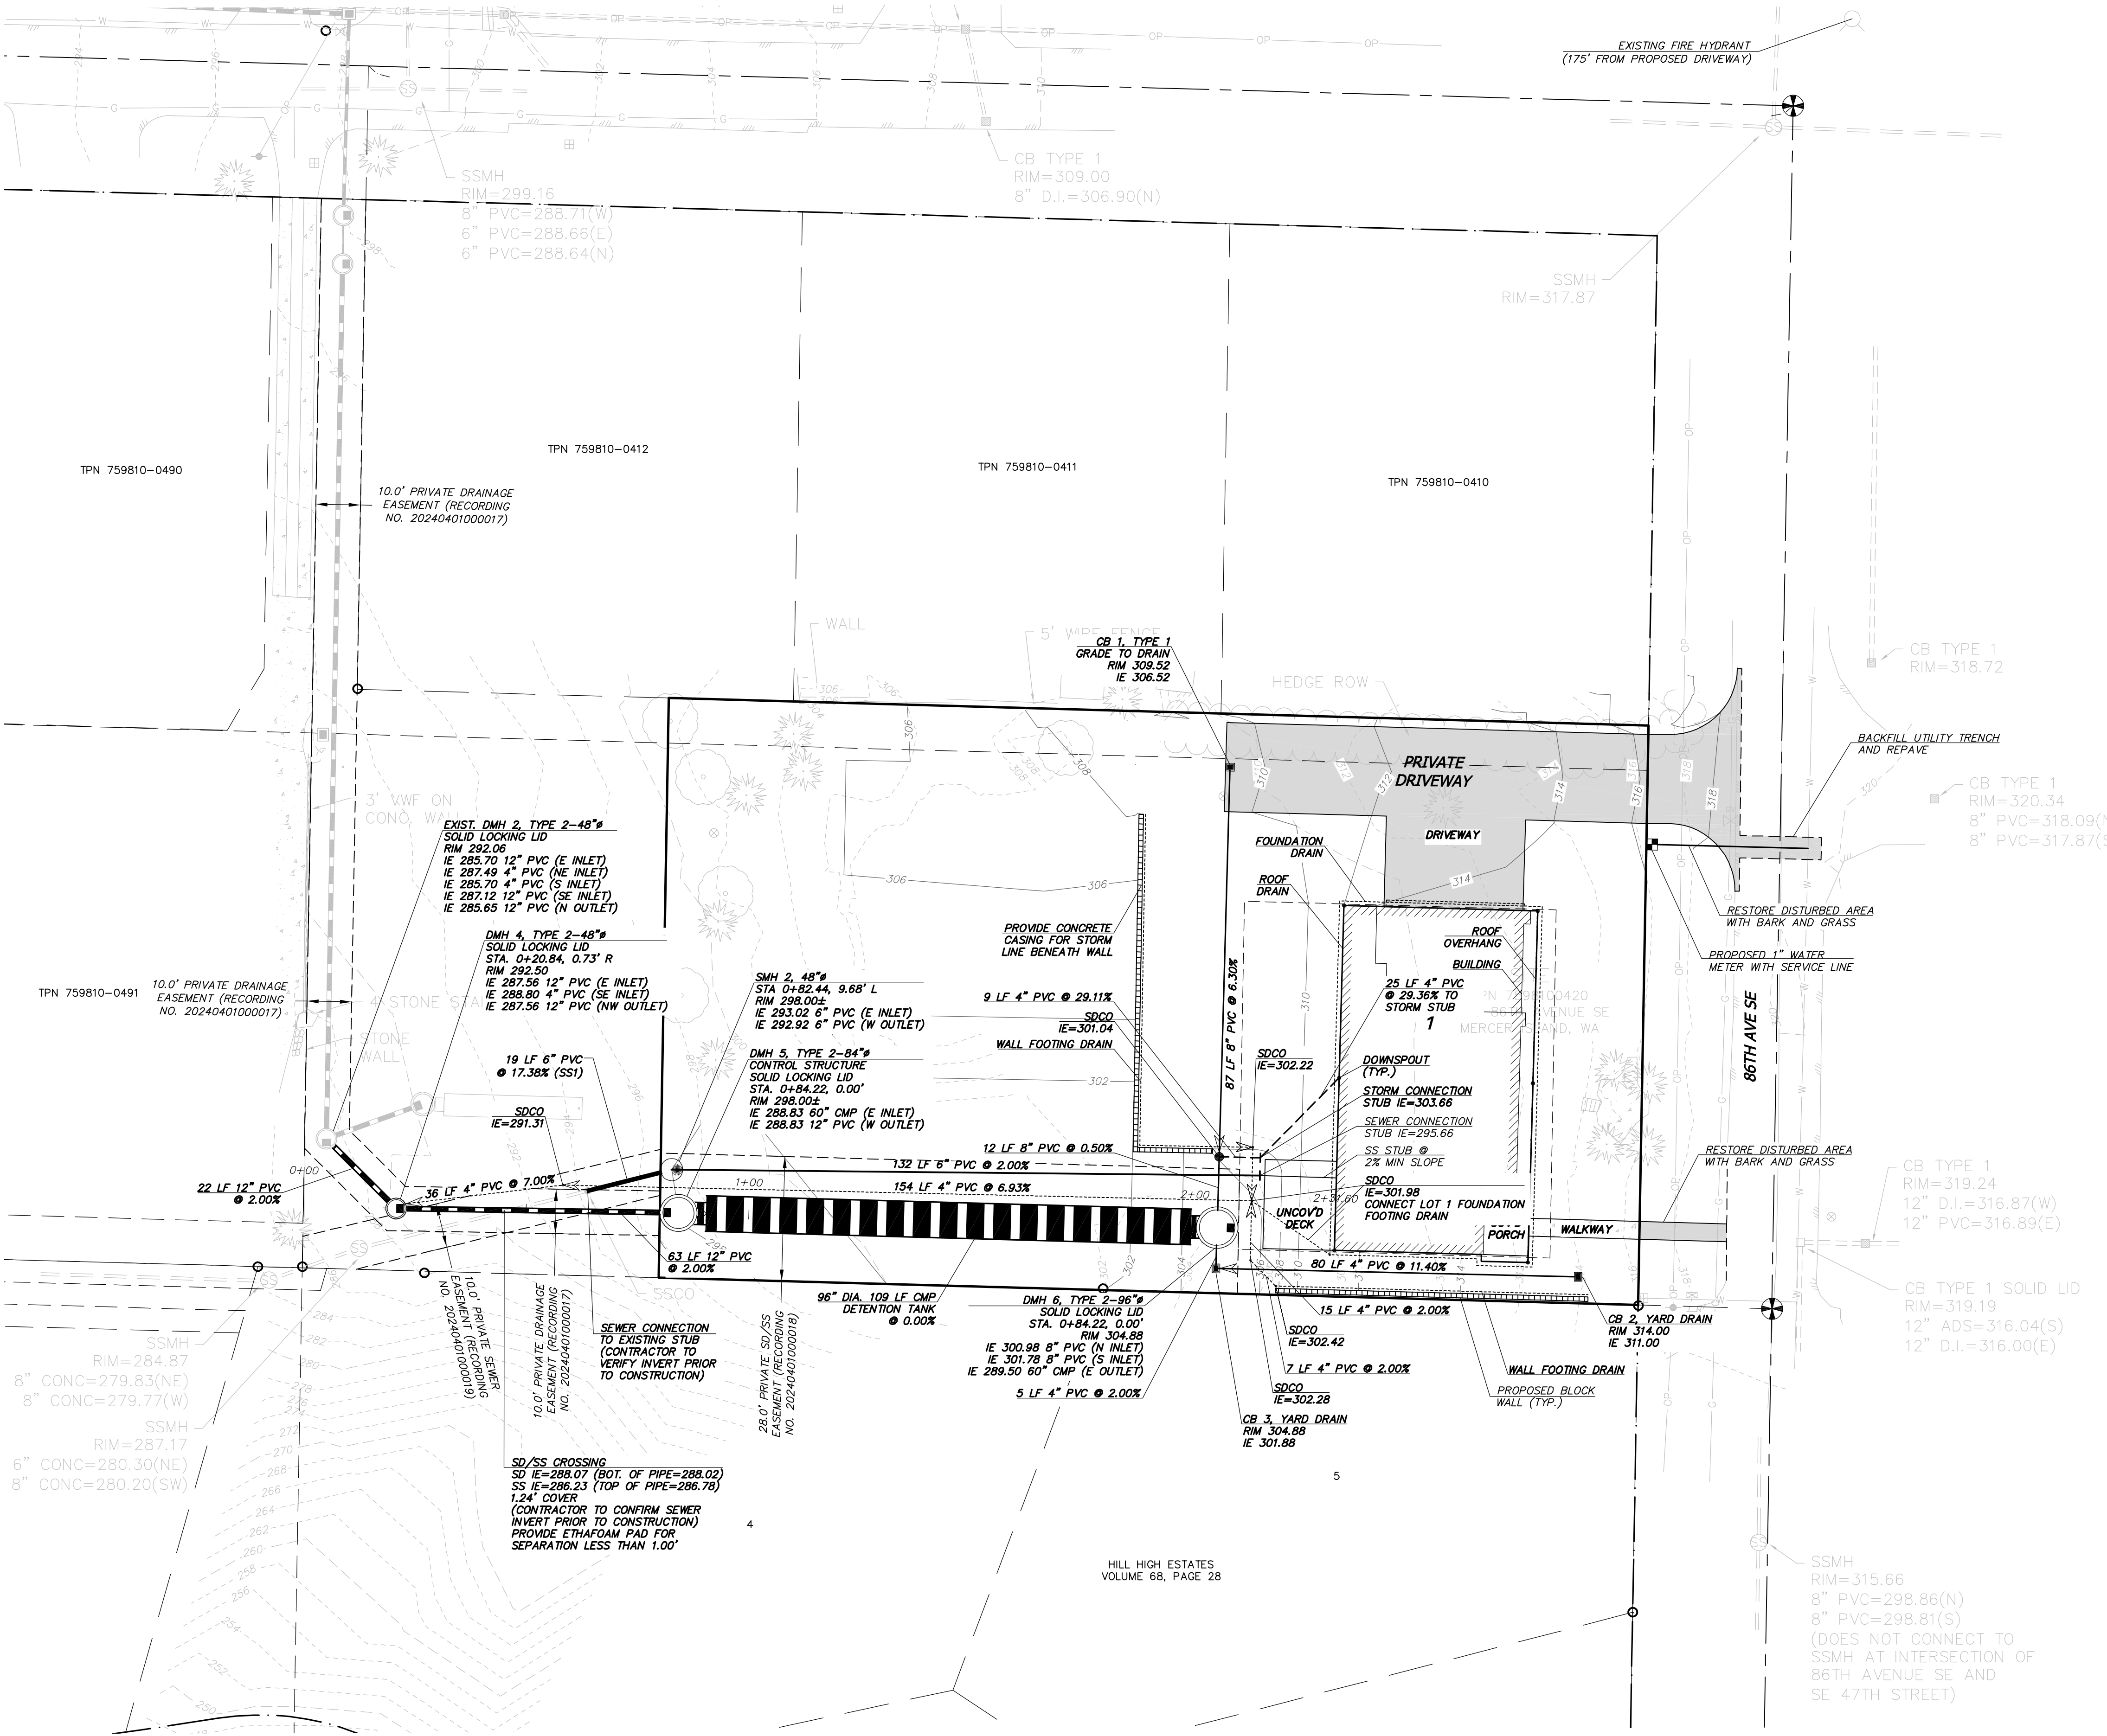 EXISTING FIRE HYDRANT
(175' FROM PROPOSED DRIVEWAY)
CB TYPE 1
RIM=309.00
8" D.I.=306.90(N)
SSMH
RIM=299.16
8" PVC=288.71(W)
6" PVC=288.66(E)
6" PVC=288.64(N)
SSMH
RIM=317.87
TPN 759810-0490
TPN 759810-0412
TPN 759810-0411
TPN 759810-0410
10.0' PRIVATE DRAINAGE
EASEMENT (RECORDING
NO. 20240401000017)
WALL
5' WIRE FENCE
CB 1, TYPE 1
GRADE TO DRAIN
RIM 309.52
IE 306.52
HEDGE ROW
CB TYPE 1
RIM=318.72
PRIVATE
DRIVEWAY
BACKFILL UTILITY TRENCH
AND REPAVE
CB TYPE 1
RIM=320.34
8" PVC=318.09(N
8" PVC=317.87(S
3' VWF ON
CONC. WALL
EXIST. DMH 2, TYPE 2-48"ø
SOLID LOCKING LID
RIM 292.06
IE 285.70 12" PVC (E INLET)
IE 287.49 4" PVC (NE INLET)
IE 285.70 4" PVC (S INLET)
IE 287.12 12" PVC (SE INLET)
IE 285.65 12" PVC (N OUTLET)
DRIVEWAY
FOUNDATION
DRAIN
ROOF
DRAIN
RESTORE DISTURBED AREA
WITH BARK AND GRASS
DMH 4, TYPE 2-48"ø
SOLID LOCKING LID
STA. 0+20.84, 0.73' R
RIM 292.50
IE 287.56 12" PVC (E INLET)
IE 288.80 4" PVC (SE INLET)
IE 287.56 12" PVC (NW OUTLET)
PROVIDE CONCRETE
CASING FOR STORM
LINE BENEATH WALL
ROOF
OVERHANG
BUILDING
PROPOSED 1" WATER
METER WITH SERVICE LINE
TPN 759810-0491
10.0' PRIVATE DRAINAGE
EASEMENT (RECORDING
NO. 20240401000017)
STONE
WALL
SMH 2, 48"ø
STA 0+82.44, 9.68' L
RIM 298.00±
IE 293.02 6" PVC (E INLET)
IE 292.92 6" PVC (W OUTLET)
9 LF 4" PVC @ 29.11%
SDCO
IE=301.04
WALL FOOTING DRAIN
87 LF 8" PVC @ 6.30%
25 LF 4" PVC
@ 29.36% TO
STORM STUB
1
86TH AVE SE
19 LF 6" PVC
@ 17.38% (SS1)
DMH 5, TYPE 2-84"ø
CONTROL STRUCTURE
SOLID LOCKING LID
STA. 0+84.22, 0.00'
RIM 298.00±
IE 288.83 60" CMP (E INLET)
IE 288.83 12" PVC (W OUTLET)
SDCO
IE=302.22
DOWNSPOUT
(TYP.)
STORM CONNECTION
STUB IE=303.66
SEWER CONNECTION
STUB IE=295.66
SS STUB @
2% MIN SLOPE
SDCO
IE=301.98
CONNECT LOT 1 FOUNDATION
FOOTING DRAIN
SDCO
IE=291.31
12 LF 8" PVC @ 0.50%
132 LF 6" PVC @ 2.00%
154 LF 4" PVC @ 6.93%
36 LF 4" PVC @ 7.00%
0+00
1+00
2+00
2+31.60
22 LF 12" PVC
@ 2.00%
UNCOV'D
DECK
PORCH
WALKWAY
RESTORE DISTURBED AREA
WITH BARK AND GRASS
CB TYPE 1
RIM=319.24
12" D.I.=316.87(W)
12" PVC=316.89(E)
63 LF 12" PVC
@ 2.00%
80 LF 4" PVC @ 11.40%
CB TYPE 1 SOLID LID
RIM=319.19
12" ADS=316.04(S)
12" D.I.=316.00(E)
SSCO
96" DIA. 109 LF CMP
DETENTION TANK
@ 0.00%
DMH 6, TYPE 2-96"ø
SOLID LOCKING LID
STA. 0+84.22, 0.00'
RIM 304.88
IE 300.98 8" PVC (N INLET)
IE 301.78 8" PVC (S INLET)
IE 289.50 60" CMP (E OUTLET)
5 LF 4" PVC @ 2.00%
15 LF 4" PVC @ 2.00%
SDCO
IE=302.42
7 LF 4" PVC @ 2.00%
SDCO
IE=302.28
CB 3, YARD DRAIN
RIM 304.88
IE 301.88
CB 2, YARD DRAIN
RIM 314.00
IE 311.00
WALL FOOTING DRAIN
PROPOSED BLOCK
WALL (TYP.)
SEWER CONNECTION
TO EXISTING STUB
(CONTRACTOR TO
VERIFY INVERT PRIOR
TO CONSTRUCTION)
10.0' PRIVATE SEWER
EASEMENT (RECORDING
NO. 20240401000019)
10.0' PRIVATE DRAINAGE
EASEMENT (RECORDING
NO. 20240401000017)
28.0' PRIVATE SD/SS
EASEMENT (RECORDING
NO. 20240401000018)
SSMH
RIM=284.87
8" CONC=279.83(NE)
8" CONC=279.77(W)
SSMH
RIM=287.17
6" CONC=280.30(NE)
8" CONC=280.20(SW)
SD/SS CROSSING
SD IE=288.07 (BOT. OF PIPE=288.02)
SS IE=286.23 (TOP OF PIPE=286.78)
1.24' COVER
(CONTRACTOR TO CONFIRM SEWER
INVERT PRIOR TO CONSTRUCTION)
PROVIDE ETHAFOAM PAD FOR
SEPARATION LESS THAN 1.00'
4
5
HILL HIGH ESTATES
VOLUME 68, PAGE 28
SSMH
RIM=315.66
8" PVC=298.86(N)
8" PVC=298.81(S)
(DOES NOT CONNECT TO
SSMH AT INTERSECTION OF
86TH AVENUE SE AND
SE 47TH STREET)